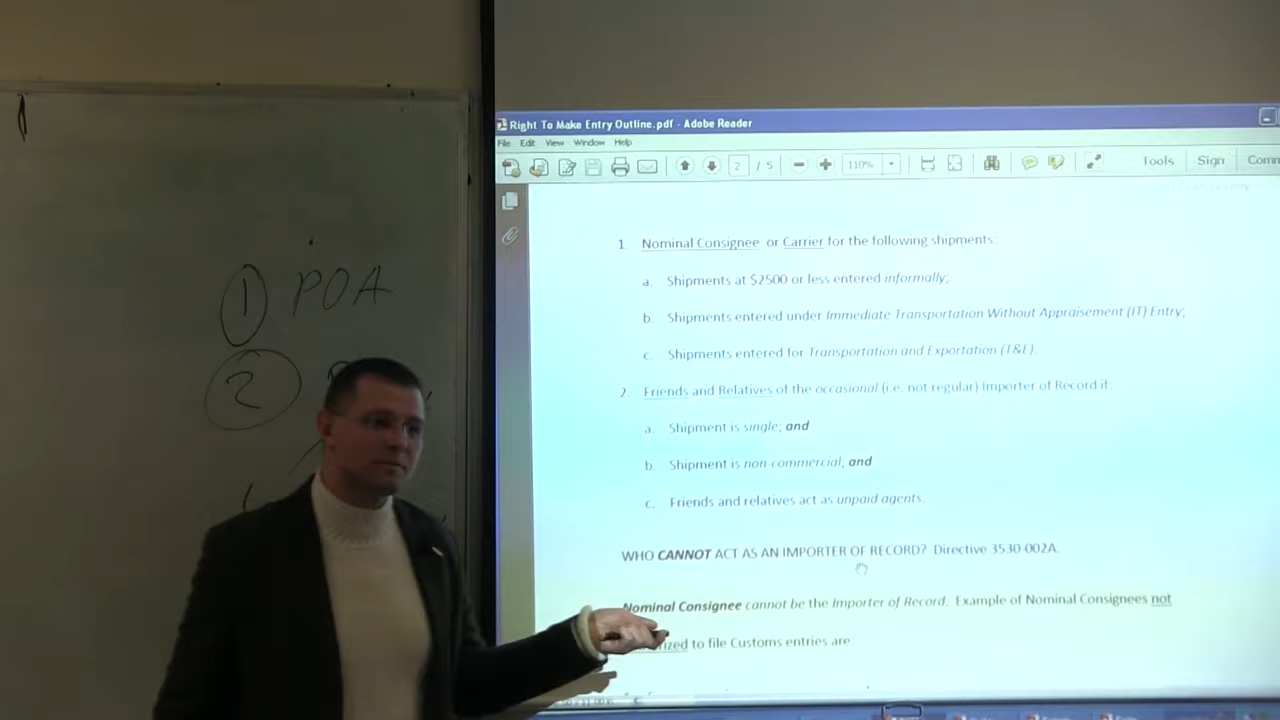 Right To Make Entry Outline.pdf - Adobe Reader
File Edit View Window Help
2 / 5 110% Tools Sign
1. Nominal Consignee or Carrier for the following shipments:
a. Shipments at $2500 or less entered informally;
b. Shipments entered under Immediate Transportation Without Appraisement (IT) Entry;
c. Shipments entered for Transportation and Exportation (T&E).
2. Friends and Relatives of the occasional (i.e. not regular) Importer of Record if:
a. Shipment is single; and
b. Shipment is non-commercial, and
c. Friends and relatives act as unpaid agents.
WHO CANNOT ACT AS AN IMPORTER OF RECORD? Directive 3530-002A.
Nominal Consignee cannot be the Importer of Record. Example of Nominal Consignees not
to file Customs entries are:
1 POA
2